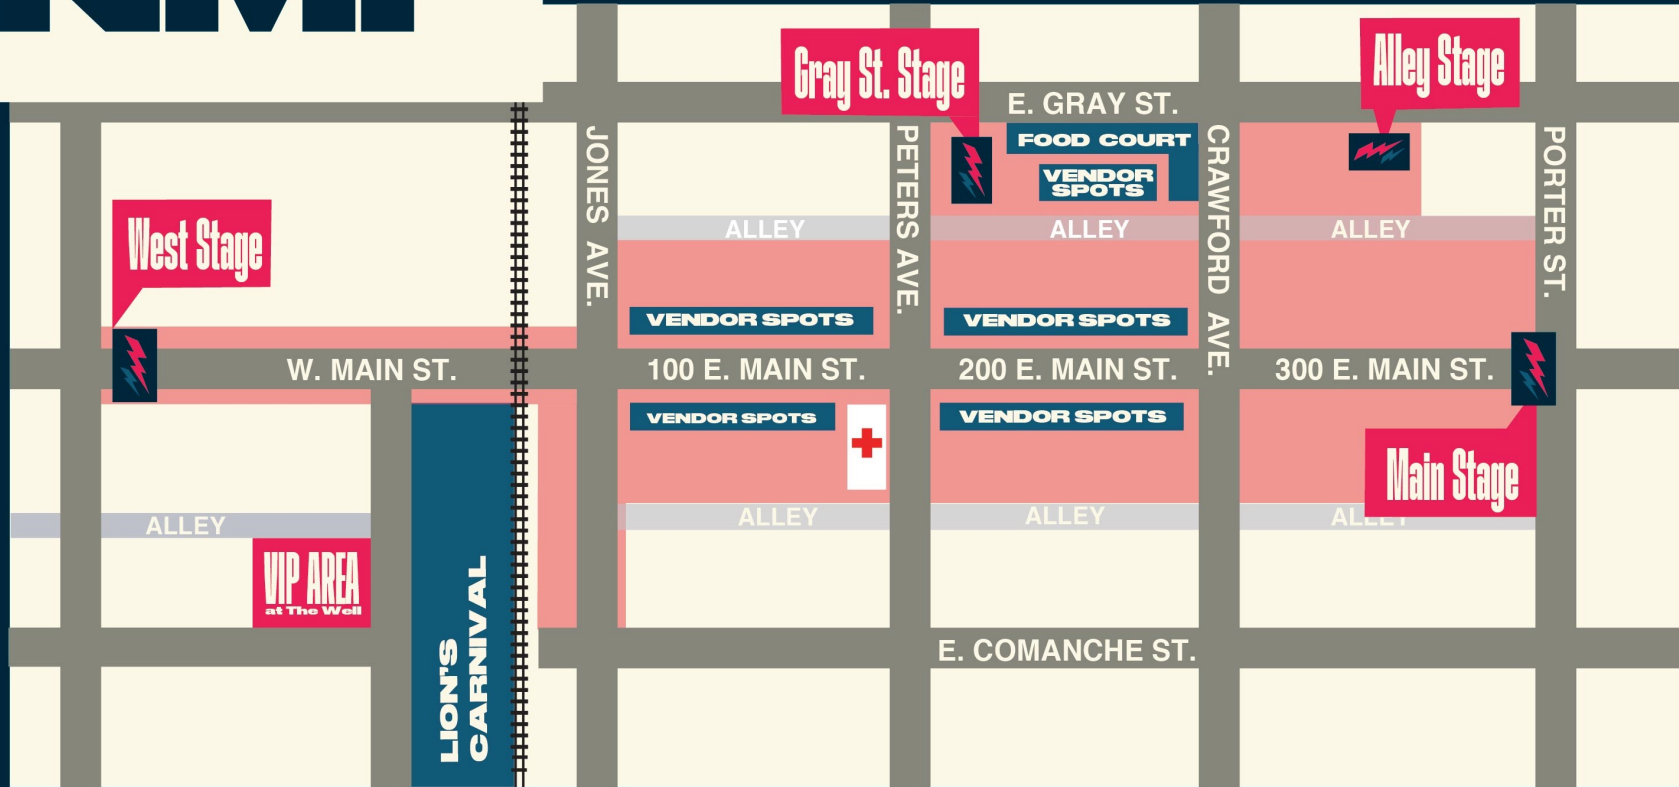 Gray St. Stage
Alley Stage
E. GRAY ST.
FOOD COURT
VENDOR
SPOTS
JONES AVE.
PETERS AVE.
CRAWFORD AVE.
PORTER ST.
West Stage
ALLEY
ALLEY
ALLEY
VENDOR SPOTS
VENDOR SPOTS
W. MAIN ST.
100 E. MAIN ST.
200 E. MAIN ST.
300 E. MAIN ST.
VENDOR SPOTS
VENDOR SPOTS
Main Stage
ALLEY
ALLEY
ALLEY
ALLEY
VIP AREA
at The Well
LION'S
CARNIVAL
E. COMANCHE ST.